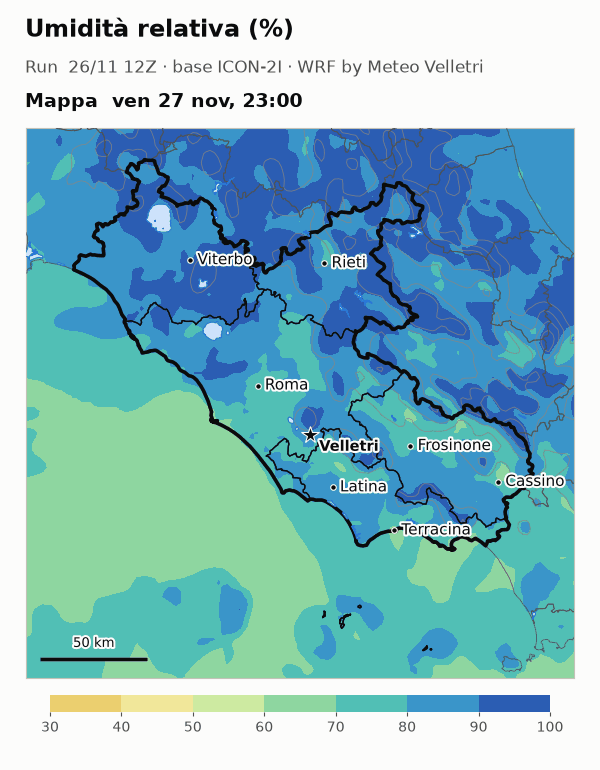 Umidità relativa (%)
Run  26/11 12Z · base ICON-2I · WRF by Meteo Velletri
Mappa  ven 27 nov, 23:00
Viterbo
Rieti
Roma
Velletri
Frosinone
Cassino
Latina
Terracina
50 km
30 40 50 60 70 80 90 100